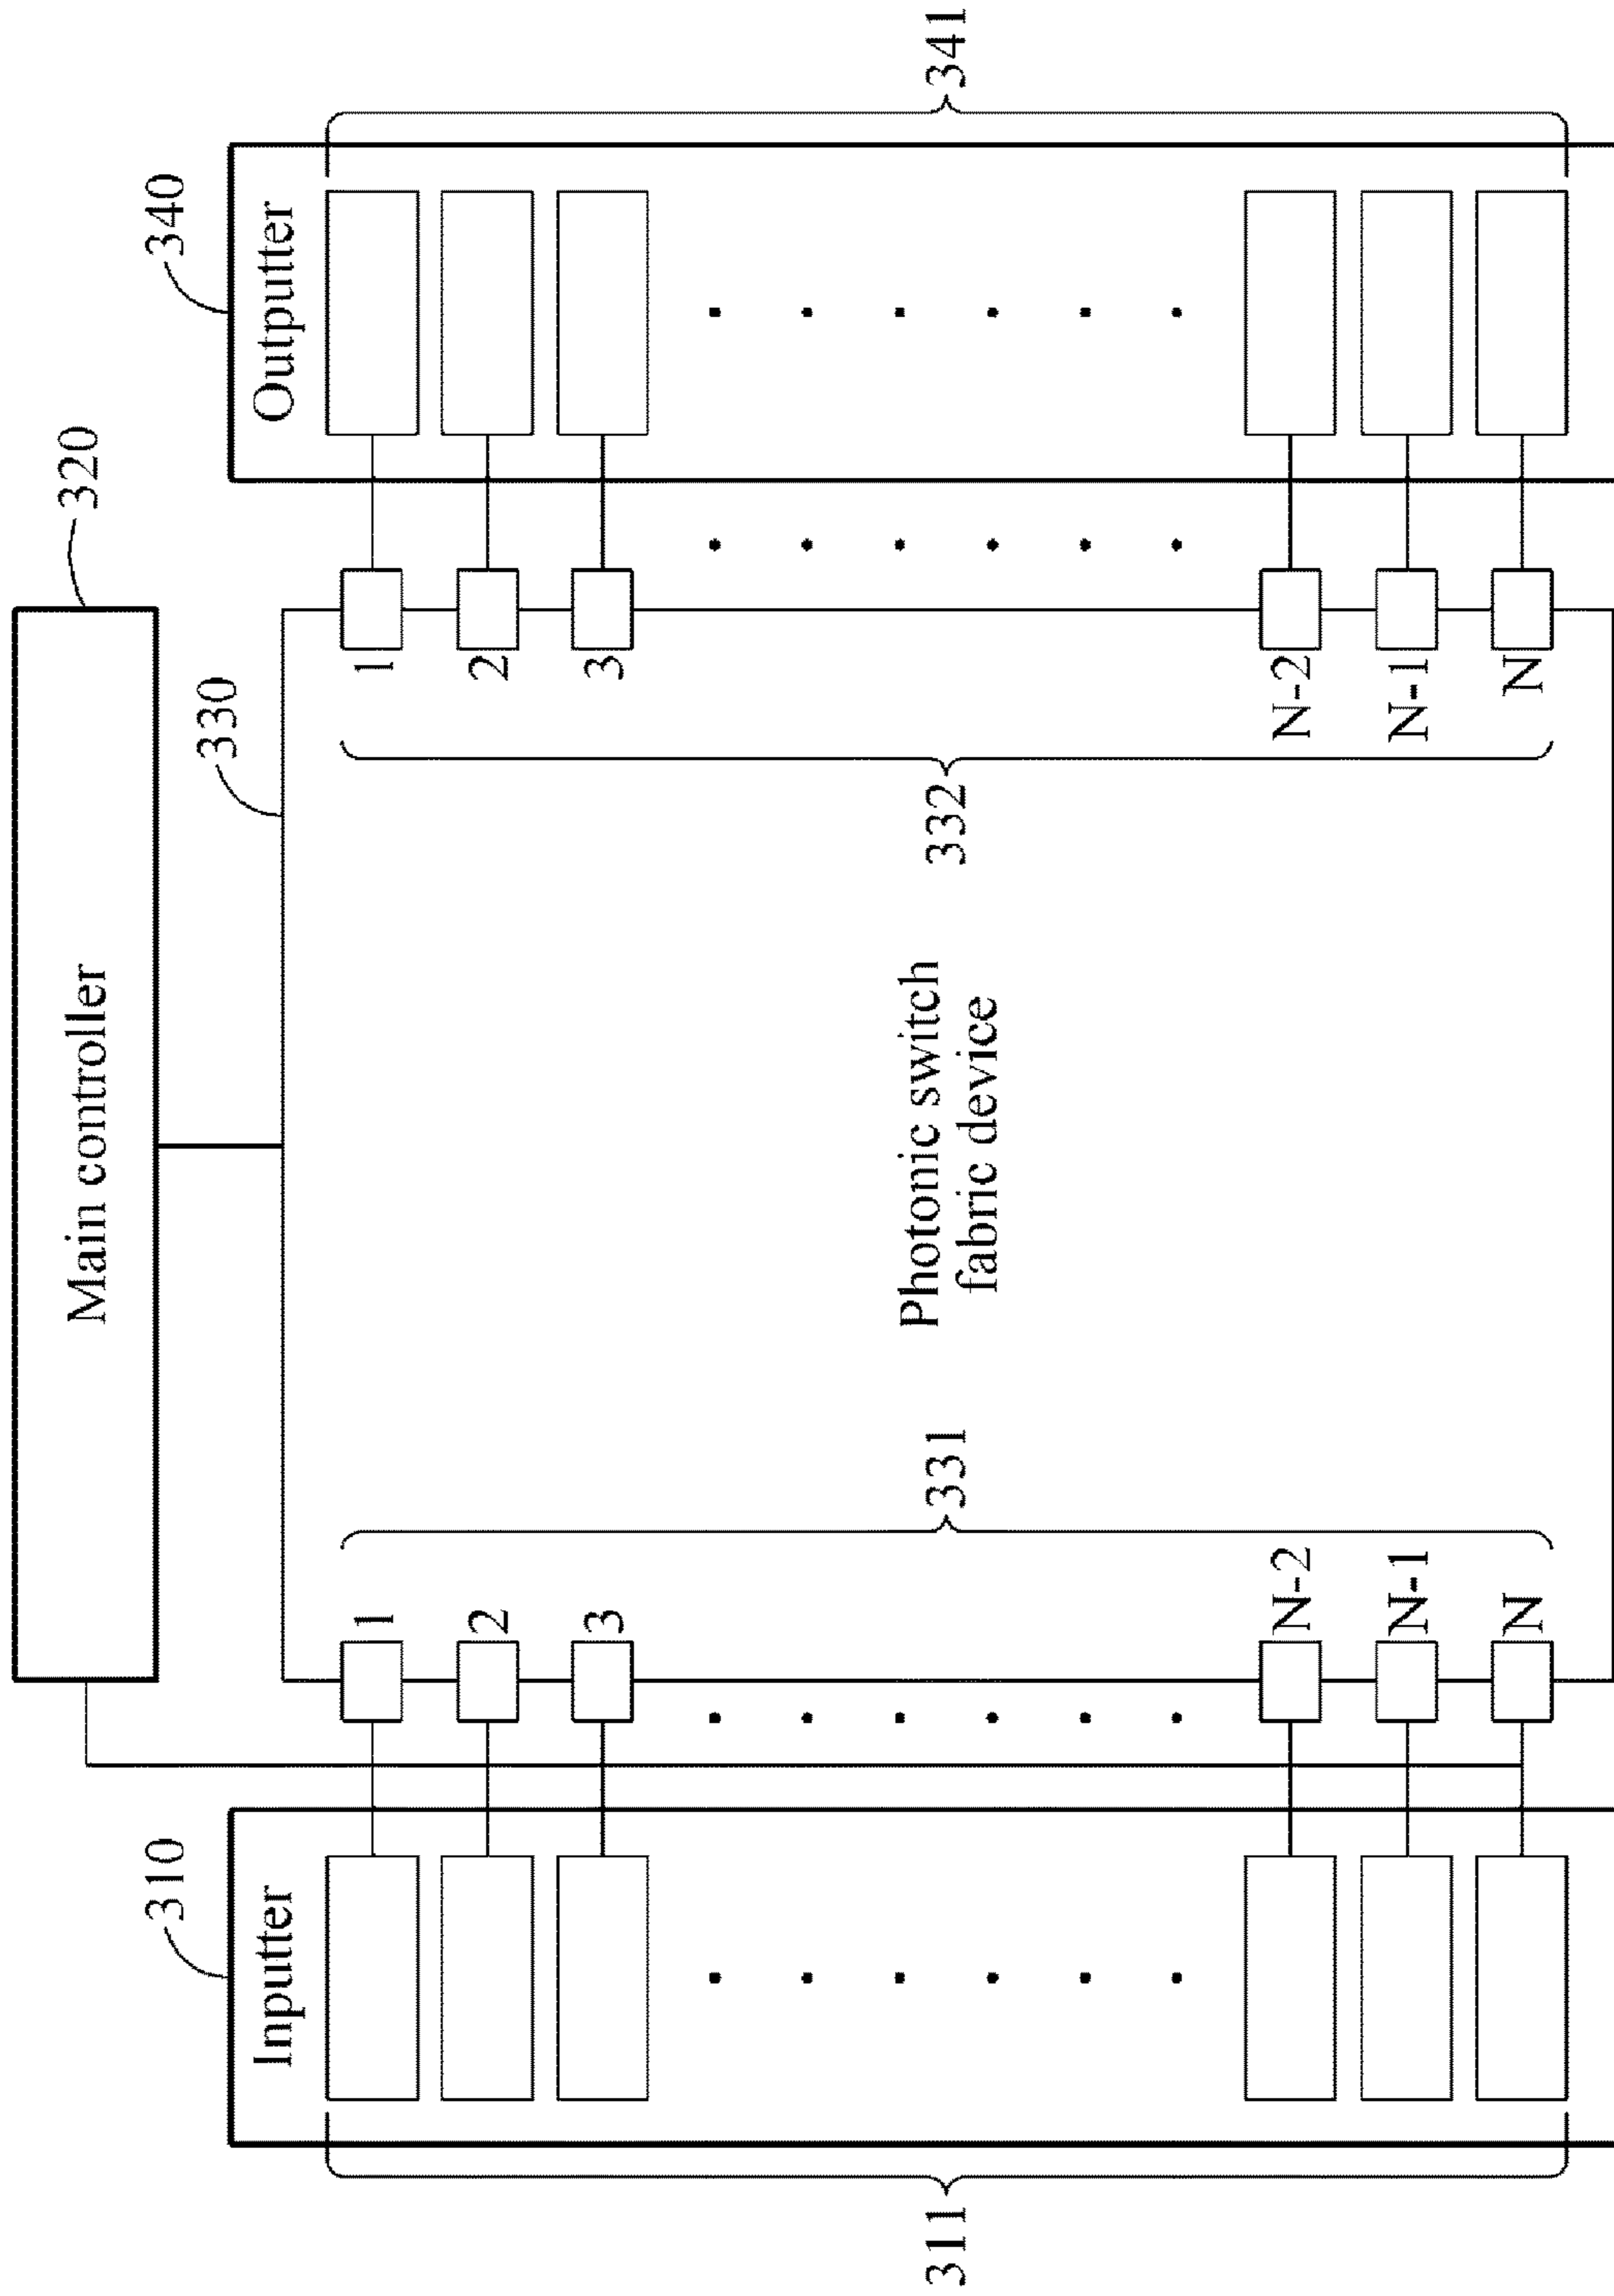 320
Main controller
310
330
340
Inputter
Outputter
1
1
2
2
3
3
311
331
Photonic switch
fabric device
332
341
N-2
N-2
N-1
N-1
N
N